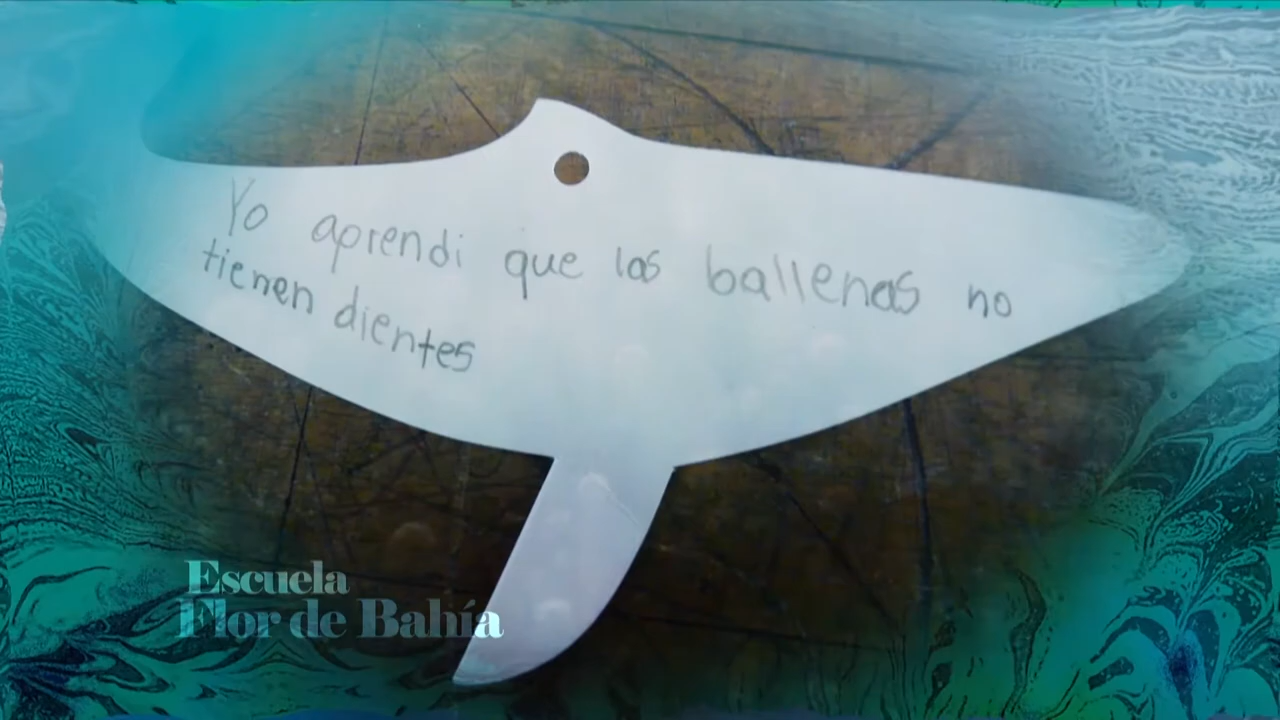 Yo aprendi que las ballenas no
tienen dientes
Escuela
Flor de Bahía